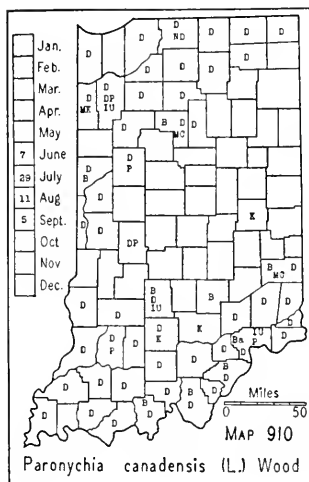 Jan.
Feb.
Mar.
Apr.
May
7 June
29 July
11 Aug
5 Sept.
Oct
Nov
Dec.
D
ND
D D D D D
D
D D D
D
D D
DP
MK IU
D
B D
MC
D
D
P
D
B
D
K
D
D
DP
B D
MC
B
D
IU
B
D
D
D
D
D
K
K
D
P
D
D
Ba
IU
P
D
D
B
D
D D D
D D D
B
D
B
D
D
Miles
0 50
MAP 910
Paronychia canadensis (L.) Wood